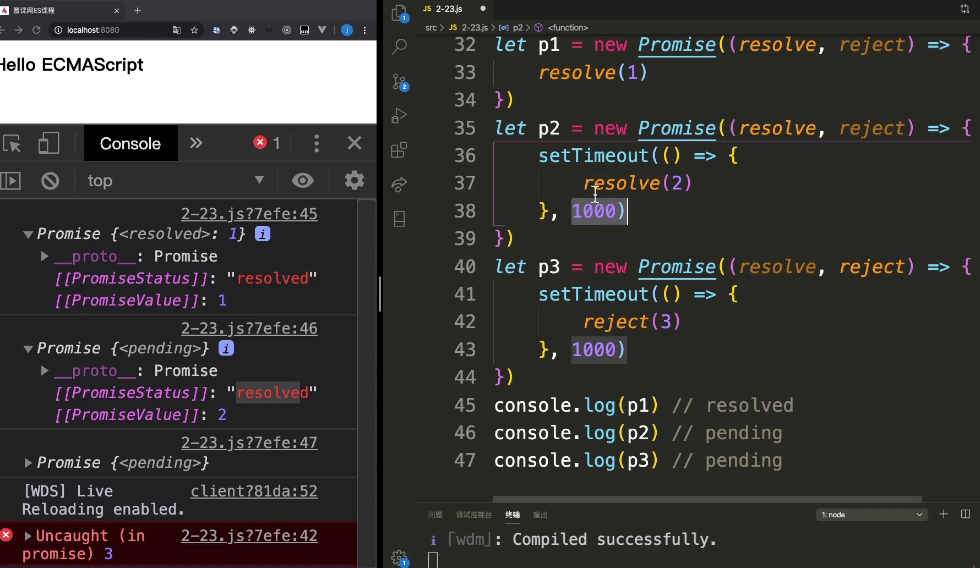 慕课网ES课程
localhost:8080
Hello ECMAScript
Console
1
top
2-23.js?7efe:45
Promise {<resolved>: 1} i
__proto__: Promise
[[PromiseStatus]]: "resolved"
[[PromiseValue]]: 1
2-23.js?7efe:46
Promise {<pending>} i
__proto__: Promise
[[PromiseStatus]]: "resolved"
[[PromiseValue]]: 2
2-23.js?7efe:47
Promise {<pending>}
[WDS] Live client?81da:52
Reloading enabled.
Uncaught (in 2-23.js?7efe:42
promise) 3
JS 2-23.js
src > JS 2-23.js > p2 > <function>
32 let p1 = new Promise((resolve, reject) => {
33 resolve(1)
34 })
35 let p2 = new Promise((resolve, reject) => {
36 setTimeout(() => {
37 resolve(2)
38 }, 1000)
39 })
40 let p3 = new Promise((resolve, reject) => {
41 setTimeout(() => {
42 reject(3)
43 }, 1000)
44 })
45 console.log(p1) // resolved
46 console.log(p2) // pending
47 console.log(p3) // pending
问题 调试控制台 终端 输出
1: node
i 「wdm」: Compiled successfully.